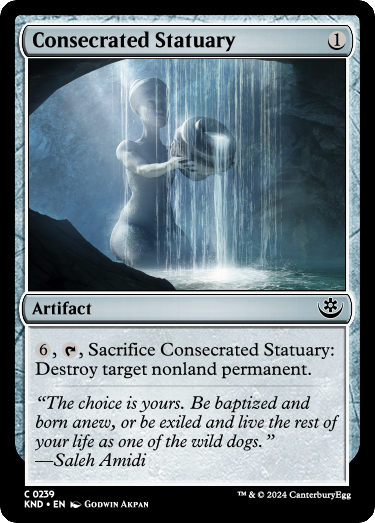 Consecrated Statuary 1
Artifact
6, , Sacrifice Consecrated Statuary:
Destroy target nonland permanent.
“The choice is yours. Be baptized and
born anew, or be exiled and live the rest of
your life as one of the wild dogs.”
—Saleh Amidi
C 0239
KND • EN Godwin Akpan
™ & © 2024 CanterburyEgg